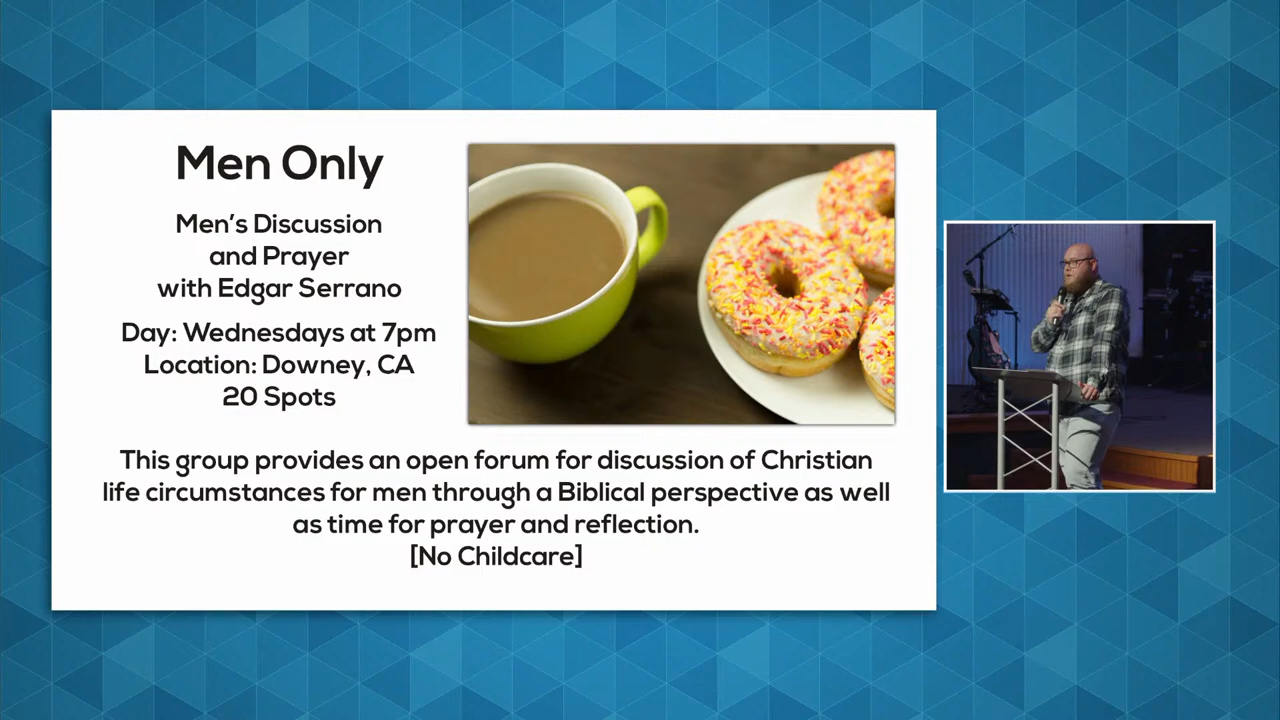 Men Only
Men’s Discussion
and Prayer
with Edgar Serrano
Day: Wednesdays at 7pm
Location: Downey, CA
20 Spots
This group provides an open forum for discussion of Christian
life circumstances for men through a Biblical perspective as well
as time for prayer and reflection.
[No Childcare]